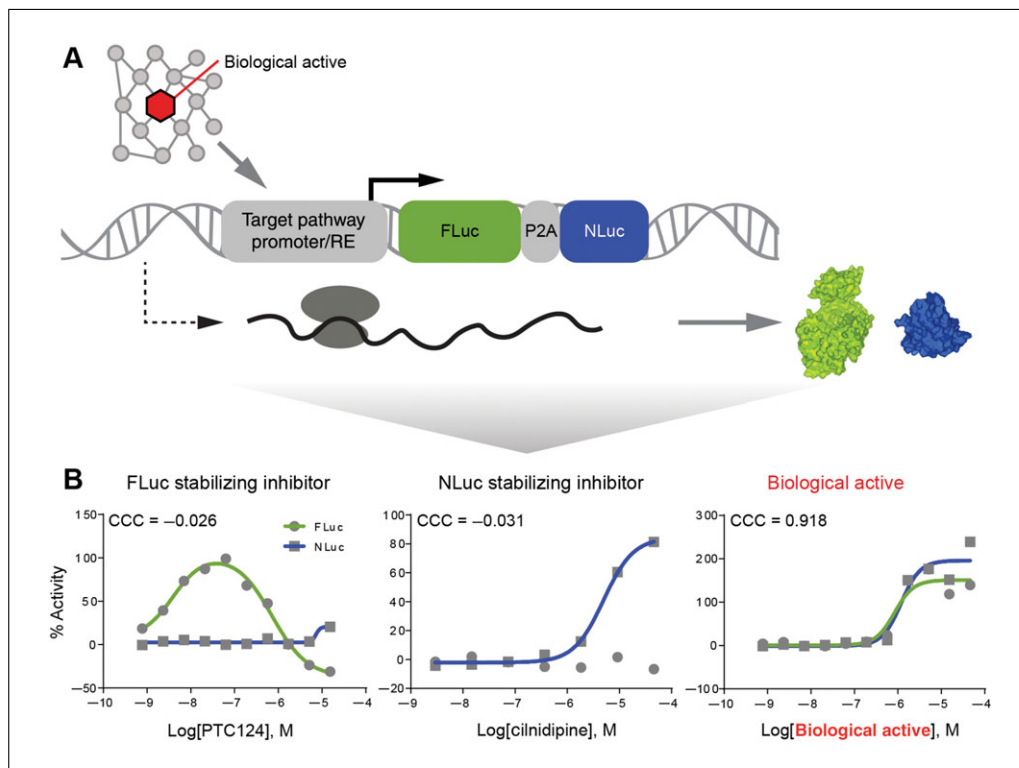 A
Biological active
Target pathway
promoter/RE
FLuc
P2A
NLuc
B
FLuc stabilizing inhibitor
NLuc stabilizing inhibitor
Biological active
CCC = –0.026
FLuc
NLuc
CCC = –0.031
CCC = 0.918
% Activity
150
100
50
0
–50
–10 –9 –8 –7 –6 –5 –4
Log[PTC124], M
100
80
60
40
20
0
–20
–9 –8 –7 –6 –5 –4
Log[cilnidipine], M
300
200
100
0
–100
–10 –9 –8 –7 –6 –5 –4
Log[Biological active], M